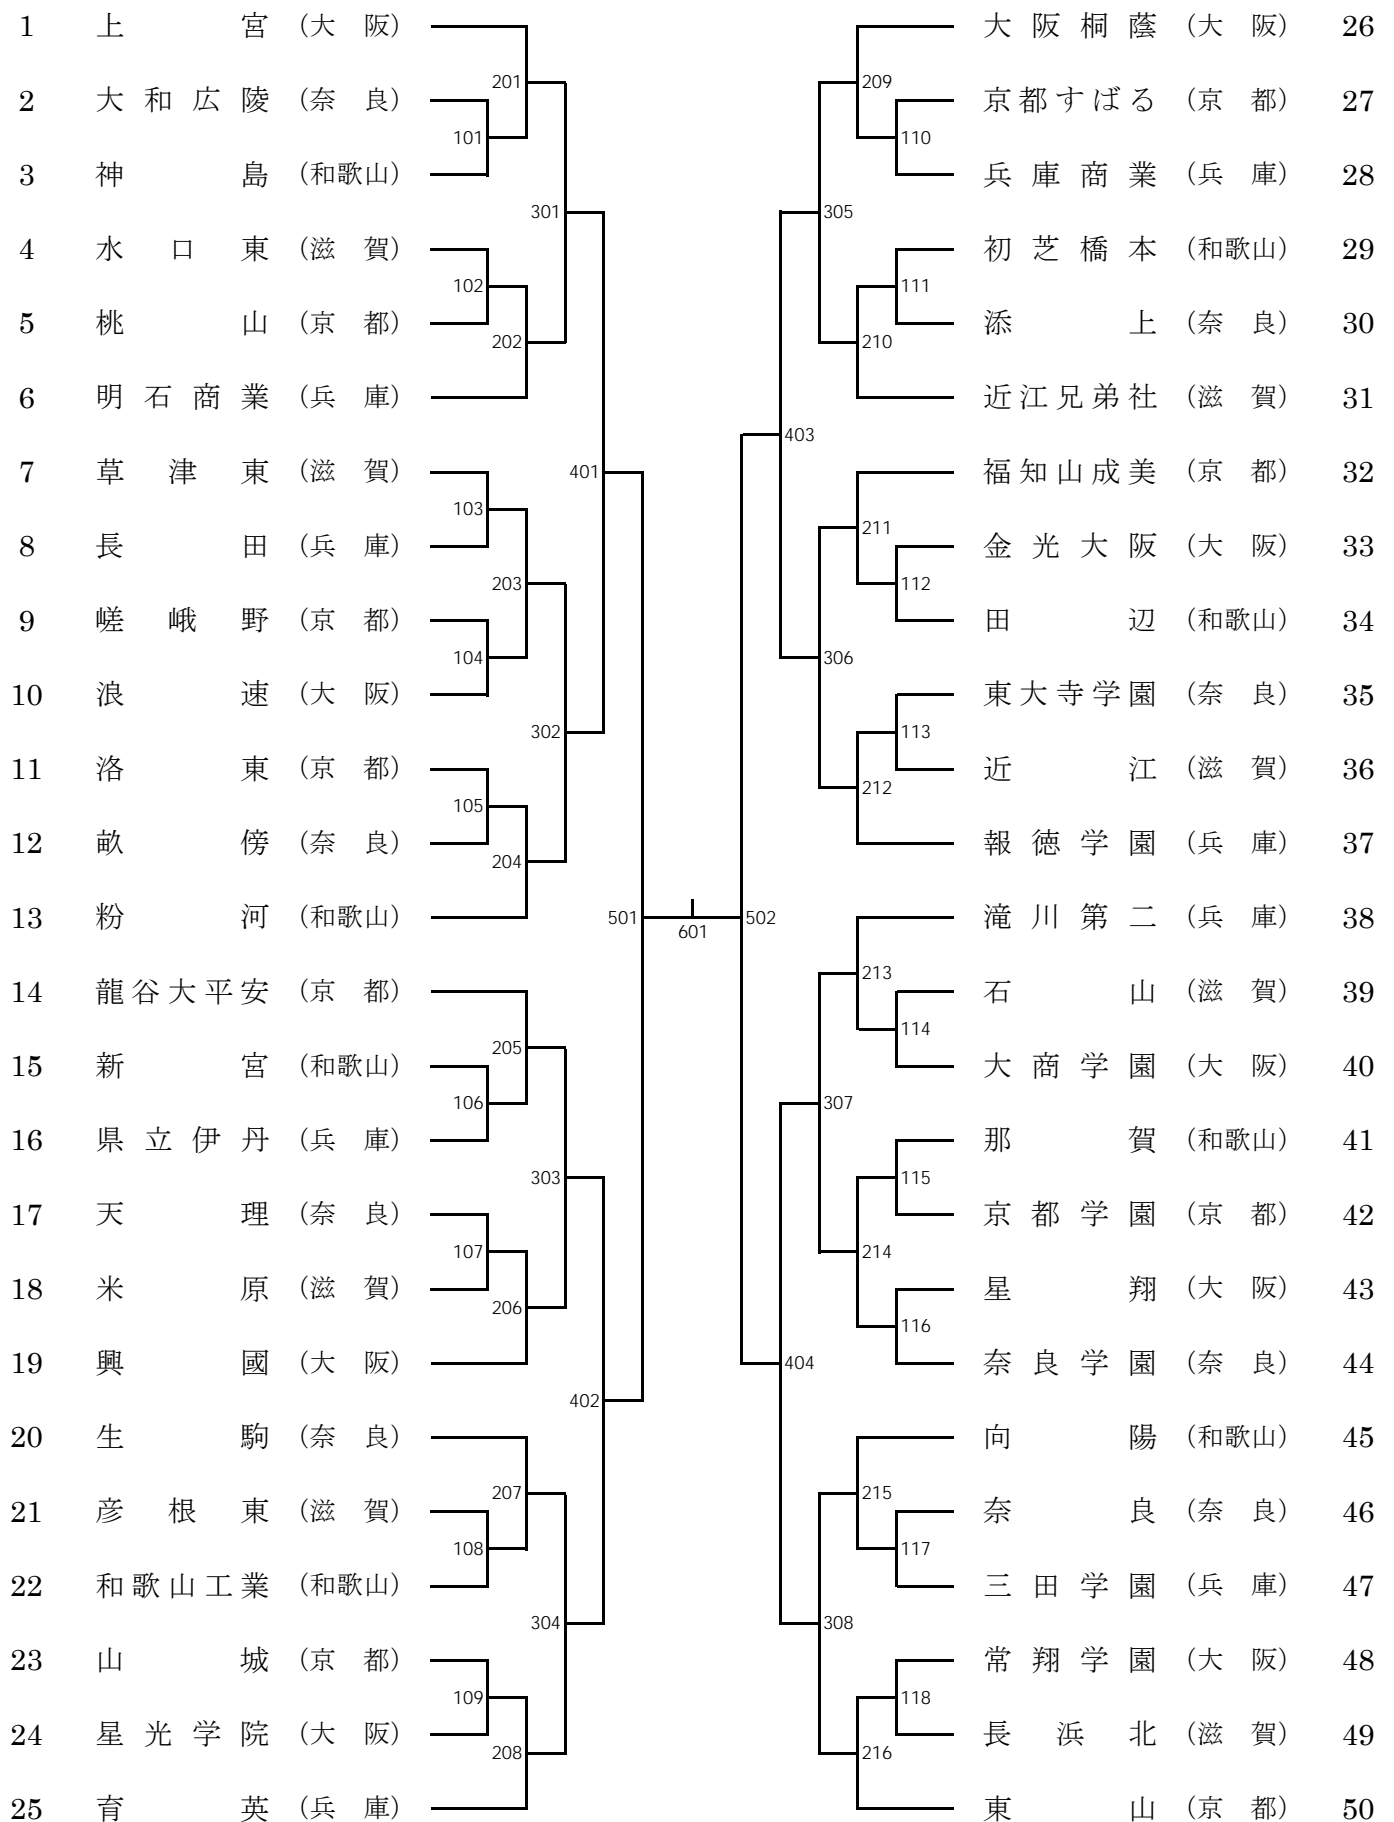 1 上宮 (大阪)
2 大和広陵 (奈良)
3 神島 (和歌山)
4 水口東 (滋賀)
5 桃山 (京都)
6 明石商業 (兵庫)
7 草津東 (滋賀)
8 長田 (兵庫)
9 嵯峨野 (京都)
10 浪速 (大阪)
11 洛東 (京都)
12 畝傍 (奈良)
13 粉河 (和歌山)
14 龍谷大平安 (京都)
15 新宮 (和歌山)
16 県立伊丹 (兵庫)
17 天理 (奈良)
18 米原 (滋賀)
19 興國 (大阪)
20 生駒 (奈良)
21 彦根東 (滋賀)
22 和歌山工業 (和歌山)
23 山城 (京都)
24 星光学院 (大阪)
25 育英 (兵庫)
101
102
103
104
105
106
107
108
109
201
202
203
204
205
206
207
208
301
302
303
304
401
402
501
601
502
403
404
305
306
307
308
209
210
211
212
213
214
215
216
110
111
112
113
114
115
116
117
118
大阪桐蔭 (大阪) 26
京都すばる (京都) 27
兵庫商業 (兵庫) 28
初芝橋本 (和歌山) 29
添上 (奈良) 30
近江兄弟社 (滋賀) 31
福知山成美 (京都) 32
金光大阪 (大阪) 33
田辺 (和歌山) 34
東大寺学園 (奈良) 35
近江 (滋賀) 36
報徳学園 (兵庫) 37
滝川第二 (兵庫) 38
石山 (滋賀) 39
大商学園 (大阪) 40
那賀 (和歌山) 41
京都学園 (京都) 42
星翔 (大阪) 43
奈良学園 (奈良) 44
向陽 (和歌山) 45
奈良 (奈良) 46
三田学園 (兵庫) 47
常翔学園 (大阪) 48
長浜北 (滋賀) 49
東山 (京都) 50